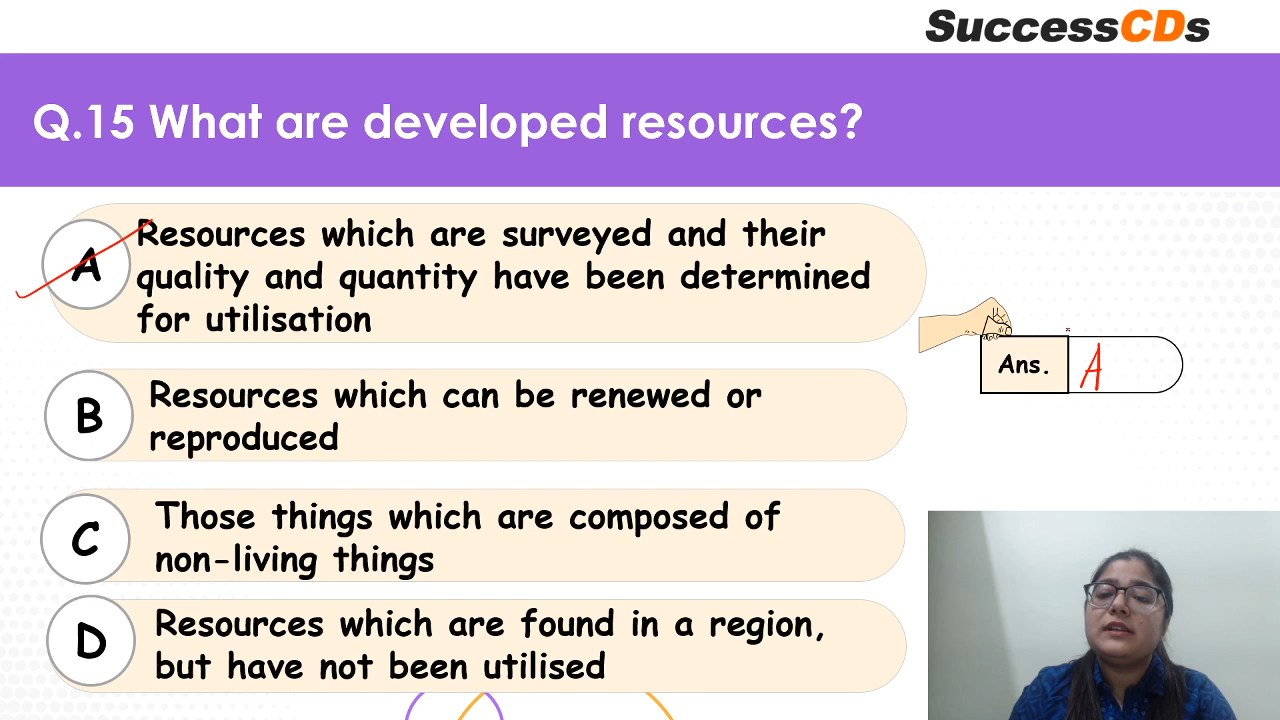 SuccessCDs
Q.15 What are developed resources?
A
Resources which are surveyed and their
quality and quantity have been determined
for utilisation
Ans. A
B
Resources which can be renewed or
reproduced
C
Those things which are composed of
non-living things
D
Resources which are found in a region,
but have not been utilised